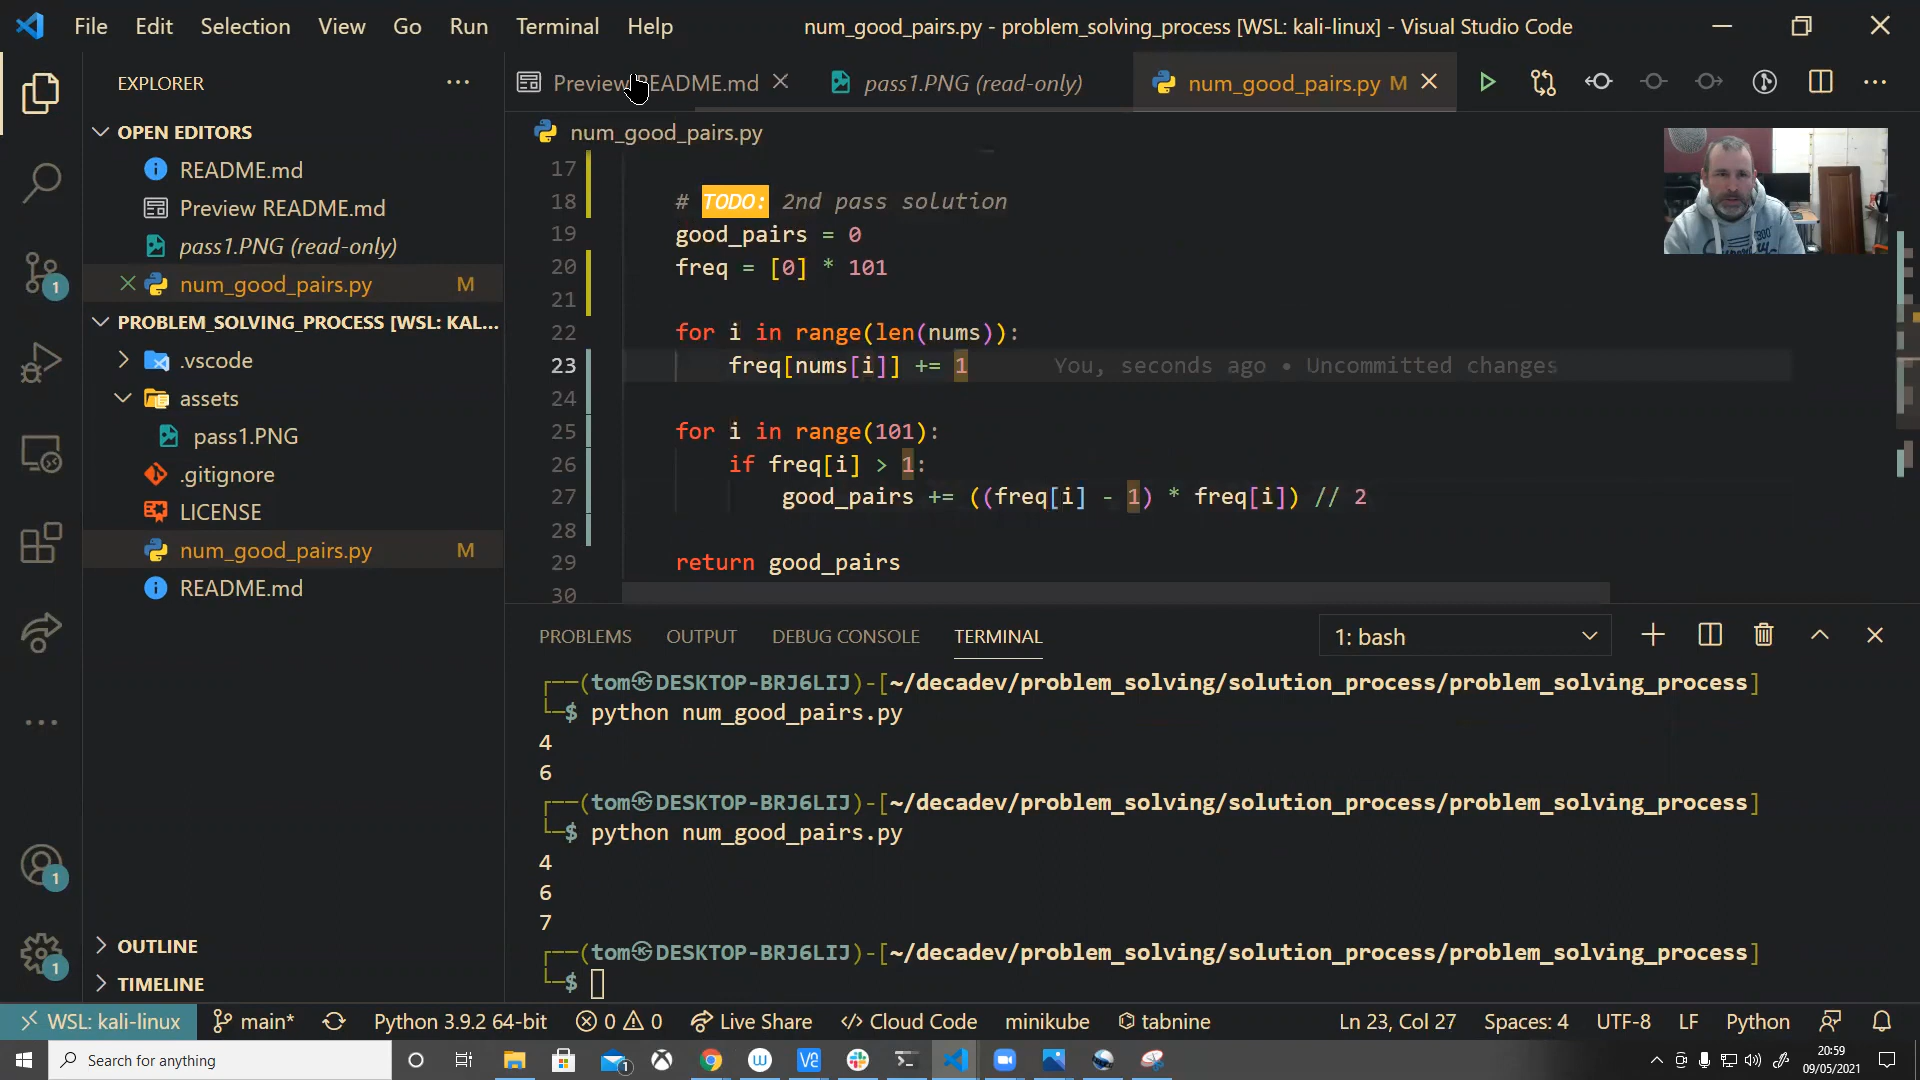 File Edit Selection View Go Run Terminal Help num_good_pairs.py - problem_solving_process [WSL: kali-linux] - Visual Studio Code
EXPLORER
Preview README.md
pass1.PNG (read-only)
num_good_pairs.py M
OPEN EDITORS
README.md
Preview README.md
pass1.PNG (read-only)
num_good_pairs.py M
PROBLEM_SOLVING_PROCESS [WSL: KAL...
.vscode
assets
pass1.PNG
.gitignore
LICENSE
num_good_pairs.py M
README.md
OUTLINE
TIMELINE
1
1
1
num_good_pairs.py
17
18 # TODO: 2nd pass solution
19 good_pairs = 0
20 freq = [0] * 101
21
22 for i in range(len(nums)):
23 freq[nums[i]] += 1 You, seconds ago • Uncommitted changes
24
25 for i in range(101):
26 if freq[i] > 1:
27 good_pairs += ((freq[i] - 1) * freq[i]) // 2
28
29 return good_pairs
30
PROBLEMS OUTPUT DEBUG CONSOLE TERMINAL 1: bash
┌──(tom㉿DESKTOP-BRJ6LIJ)-[~/decadev/problem_solving/solution_process/problem_solving_process]
└─$ python num_good_pairs.py
4
6
┌──(tom㉿DESKTOP-BRJ6LIJ)-[~/decadev/problem_solving/solution_process/problem_solving_process]
└─$ python num_good_pairs.py
4
6
7
┌──(tom㉿DESKTOP-BRJ6LIJ)-[~/decadev/problem_solving/solution_process/problem_solving_process]
└─$
WSL: kali-linux main* Python 3.9.2 64-bit 0 0 Live Share Cloud Code minikube tabnine Ln 23, Col 27 Spaces: 4 UTF-8 LF Python
Search for anything
1
20:59
09/05/2021